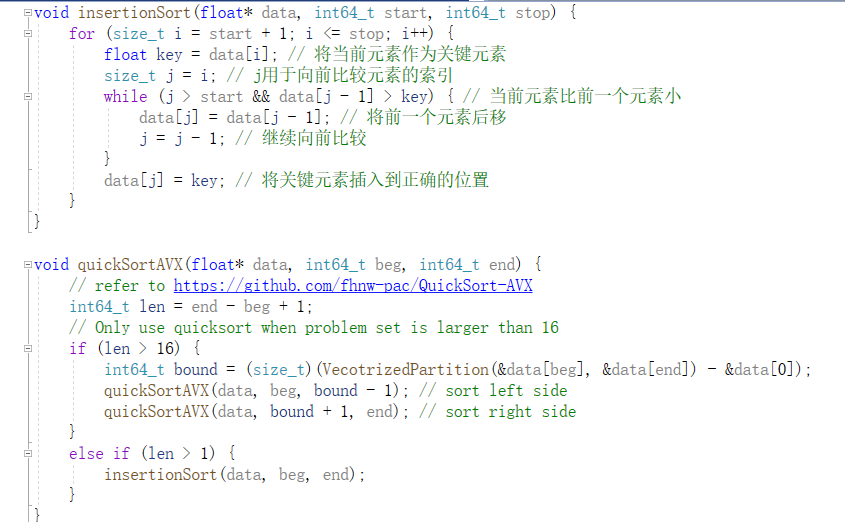 void insertionSort(float* data, int64_t start, int64_t stop) {
    for (size_t i = start + 1; i <= stop; i++) {
        float key = data[i]; // 将当前元素作为关键元素
        size_t j = i; // j用于向前比较元素的索引
        while (j > start && data[j - 1] > key) { // 当前元素比前一个元素小
            data[j] = data[j - 1]; // 将前一个元素后移
            j = j - 1; // 继续向前比较
        }
        data[j] = key; // 将关键元素插入到正确的位置
    }
}

void quickSortAVX(float* data, int64_t beg, int64_t end) {
    // refer to https://github.com/fhnw-pac/QuickSort-AVX
    int64_t len = end - beg + 1;
    // Only use quicksort when problem set is larger than 16
    if (len > 16) {
        int64_t bound = (size_t)(VecotrizedPartition(&data[beg], &data[end]) - &data[0]);
        quickSortAVX(data, beg, bound - 1); // sort left side
        quickSortAVX(data, bound + 1, end); // sort right side
    }
    else if (len > 1) {
        insertionSort(data, beg, end);
    }
}